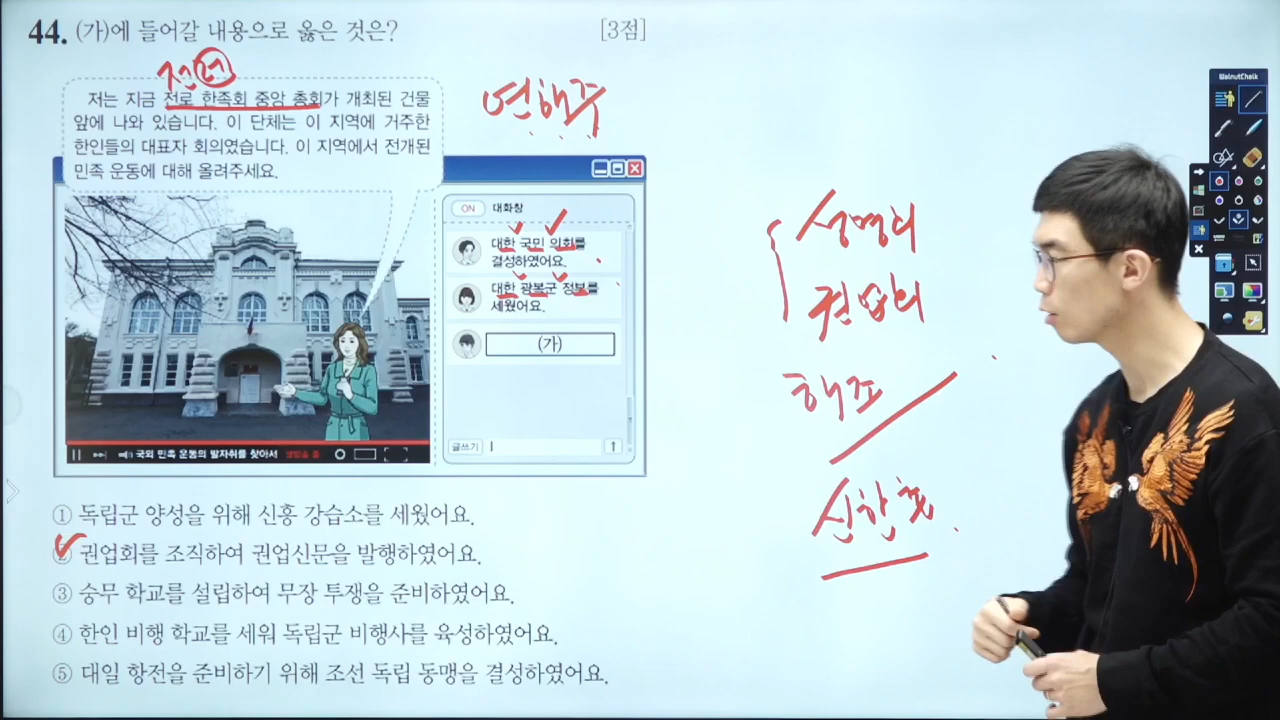 44. (가)에 들어갈 내용으로 옳은 것은? [3점]
전러
저는 지금 전로 한족회 중앙 총회가 개최된 건물
앞에 나와 있습니다. 이 단체는 이 지역에 거주한
한인들의 대표자 회의였습니다. 이 지역에서 전개된
민족 운동에 대해 올려주세요.
연해주
ON 대화창
대한 국민 의회를
결성하였어요.
대한 광복군 정부를
세웠어요.
(가)
글쓰기
국외 민족 운동의 발자취를 찾아서
성명회
권업회
해조
신한촌
① 독립군 양성을 위해 신흥 강습소를 세웠어요.
② 권업회를 조직하여 권업신문을 발행하였어요.
③ 숭무 학교를 설립하여 무장 투쟁을 준비하였어요.
④ 한인 비행 학교를 세워 독립군 비행사를 육성하였어요.
⑤ 대일 항전을 준비하기 위해 조선 독립 동맹을 결성하였어요.
WalnutChalk